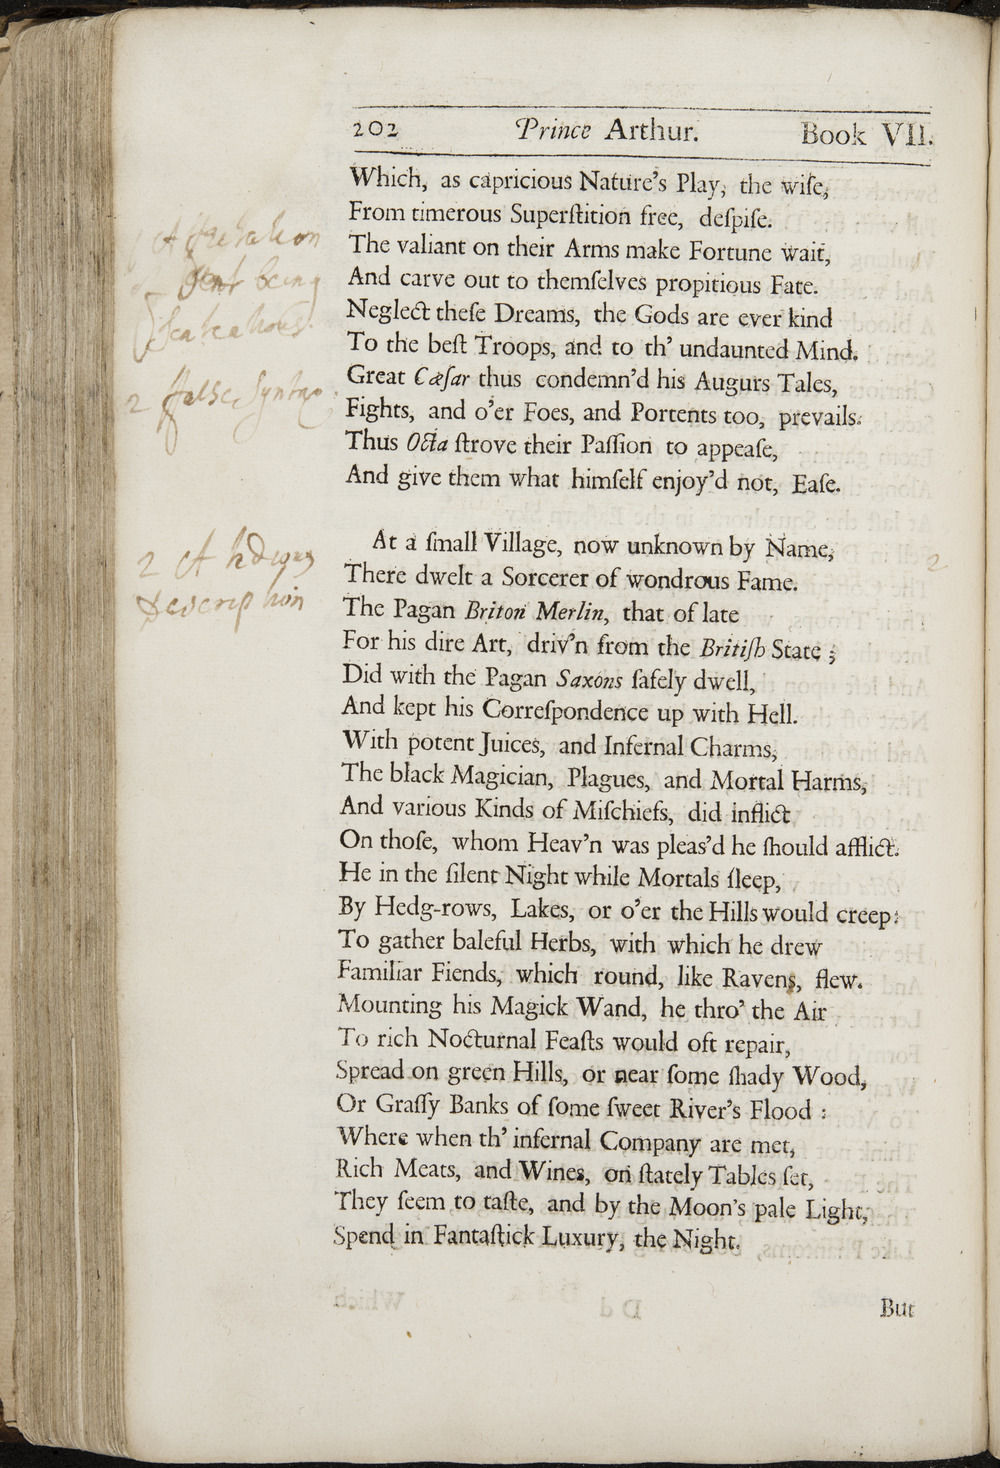 202 Prince Arthur. Book VII.
Which, as capricious Nature's Play, the wiſe,
From timerous Superſtition free, deſpiſe.
The valiant on their Arms make Fortune wait,
And carve out to themſelves propitious Fate.
Neglect theſe Dreams, the Gods are ever kind
To the beſt Troops, and to th' undaunted Mind.
Great Cæſar thus condemn'd his Augurs Tales,
Fights, and o'er Foes, and Portents too, prevails.
Thus Octa ſtrove their Paſſion to appeaſe,
And give them what himſelf enjoy'd not, Eaſe.
being
2 ffalse Syntax
At a ſmall Village, now unknown by Name,
There dwelt a Sorcerer of wondrous Fame.
The Pagan Briton Merlin, that of late
For his dire Art, driv'n from the Britiſh State ;
Did with the Pagan Saxons ſafely dwell,
And kept his Correſpondence up with Hell.
With potent Juices, and Infernal Charms,
The black Magician, Plagues, and Mortal Harms,
And various Kinds of Miſchiefs, did inflict
On thoſe, whom Heav'n was pleas'd he ſhould afflict.
He in the ſilent Night while Mortals ſleep,
By Hedg-rows, Lakes, or o'er the Hills would creep:
To gather baleful Herbs, with which he drew
Familiar Fiends, which round, like Ravens, flew.
Mounting his Magick Wand, he thro' the Air
To rich Nocturnal Feaſts would oft repair,
Spread on green Hills, or near ſome ſhady Wood,
Or Graſſy Banks of ſome ſweet River's Flood :
Where when th' infernal Company are met,
Rich Meats, and Wines, on ſtately Tables ſet,
They ſeem to taſte, and by the Moon's pale Light,
Spend in Fantaſtick Luxury, the Night.
2 A
Description
2
But